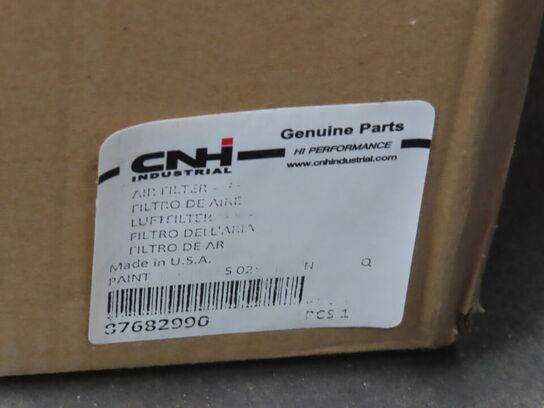 CNH
INDUSTRIAL
Genuine Parts
HI PERFORMANCE
www.cnhindustrial.com
AIR FILTER
FILTRO DE AIRE
LUFTFILTER
FILTRO DELL'ARIA
FILTRO DE AR
Made in U.S.A.
PAINT N Q
87682990
PCS 1